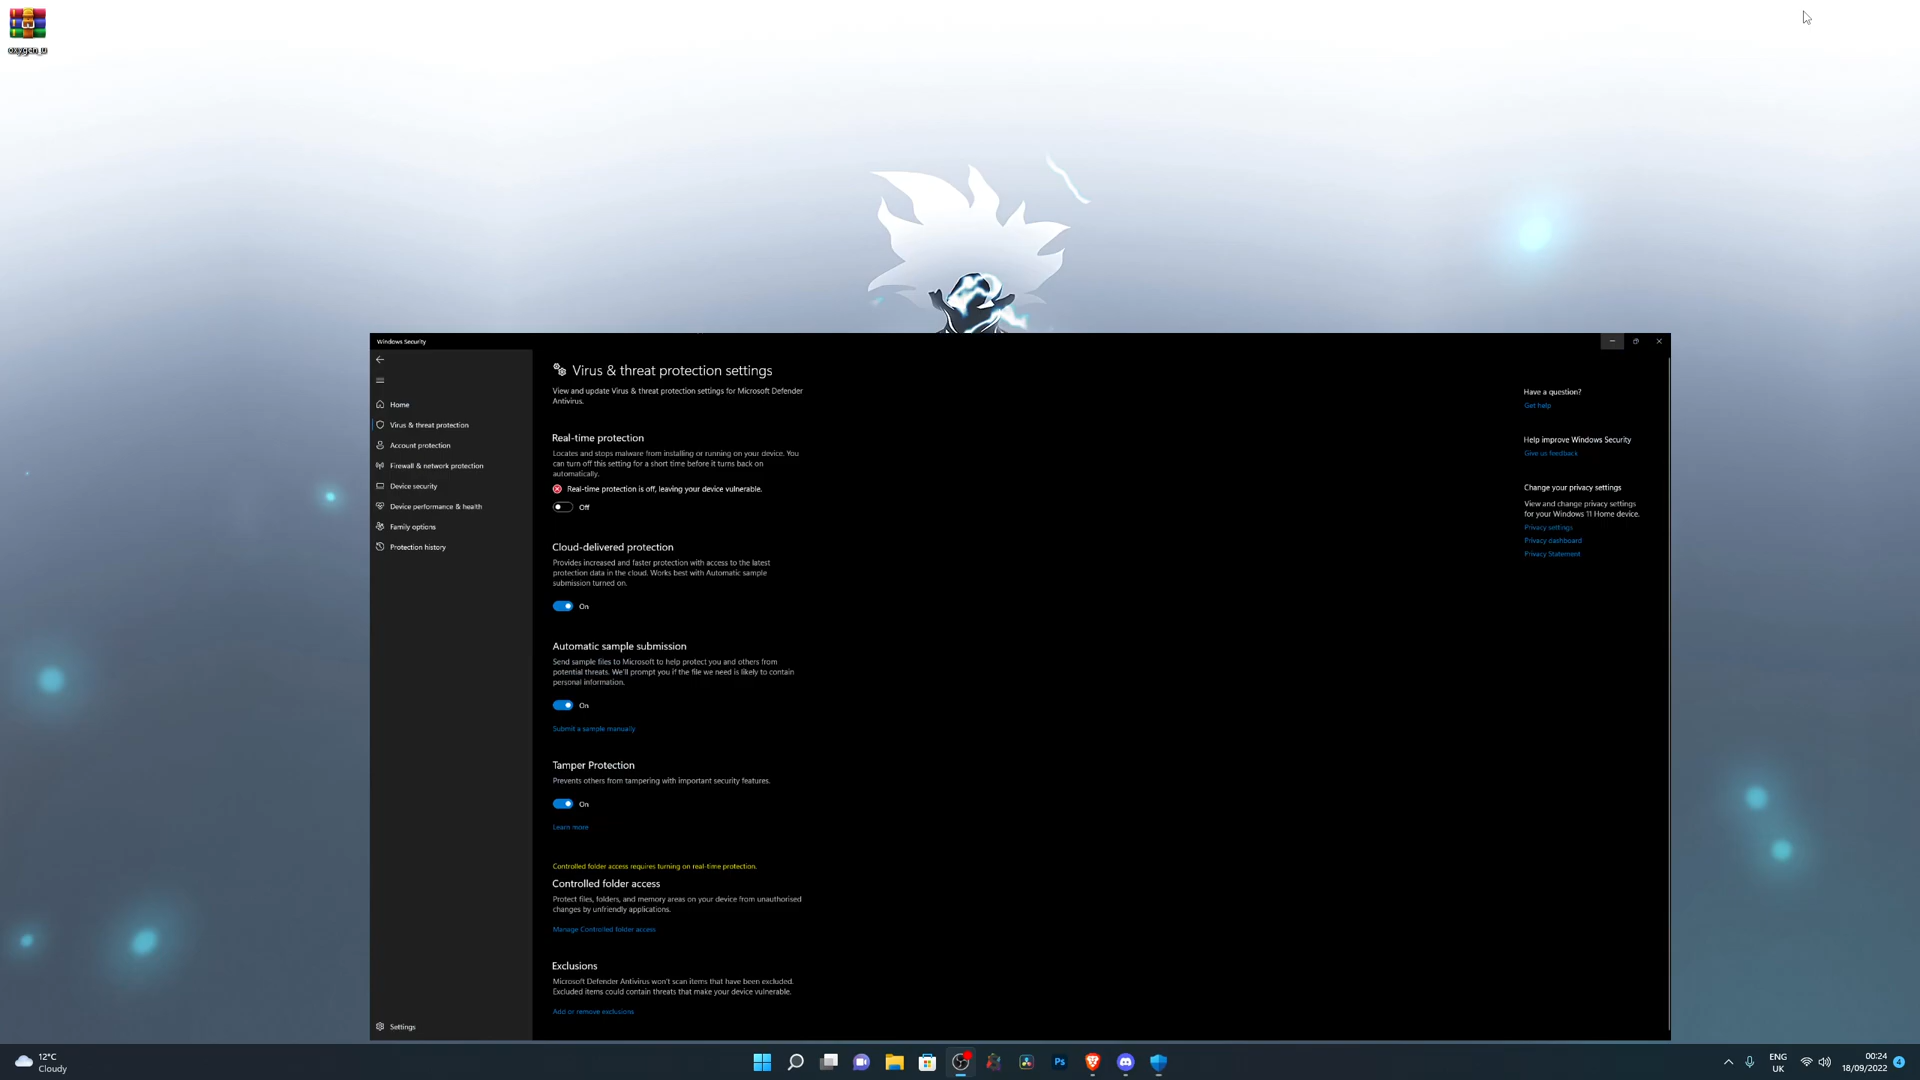 oxygen_u
Windows Security
Home
Virus & threat protection
Account protection
Firewall & network protection
Device security
Device performance & health
Family options
Protection history
Settings
Virus & threat protection settings
View and update Virus & threat protection settings for Microsoft Defender
Antivirus.
Real-time protection
Locates and stops malware from installing or running on your device. You
can turn off this setting for a short time before it turns back on
automatically.
Real-time protection is off, leaving your device vulnerable.
Off
Cloud-delivered protection
Provides increased and faster protection with access to the latest
protection data in the cloud. Works best with Automatic sample
submission turned on.
On
Automatic sample submission
Send sample files to Microsoft to help protect you and others from
potential threats. We'll prompt you if the file we need is likely to contain
personal information.
On
Submit a sample manually
Tamper Protection
Prevents others from tampering with important security features.
On
Learn more
Controlled folder access requires turning on real-time protection.
Controlled folder access
Protect files, folders, and memory areas on your device from unauthorised
changes by unfriendly applications.
Manage Controlled folder access
Exclusions
Microsoft Defender Antivirus won't scan items that have been excluded.
Excluded items could contain threats that make your device vulnerable.
Add or remove exclusions
Have a question?
Get help
Help improve Windows Security
Give us feedback
Change your privacy settings
View and change privacy settings
for your Windows 11 Home device.
Privacy settings
Privacy dashboard
Privacy Statement
12°C
Cloudy
Ps
ENG
UK
00:24
18/09/2022
4